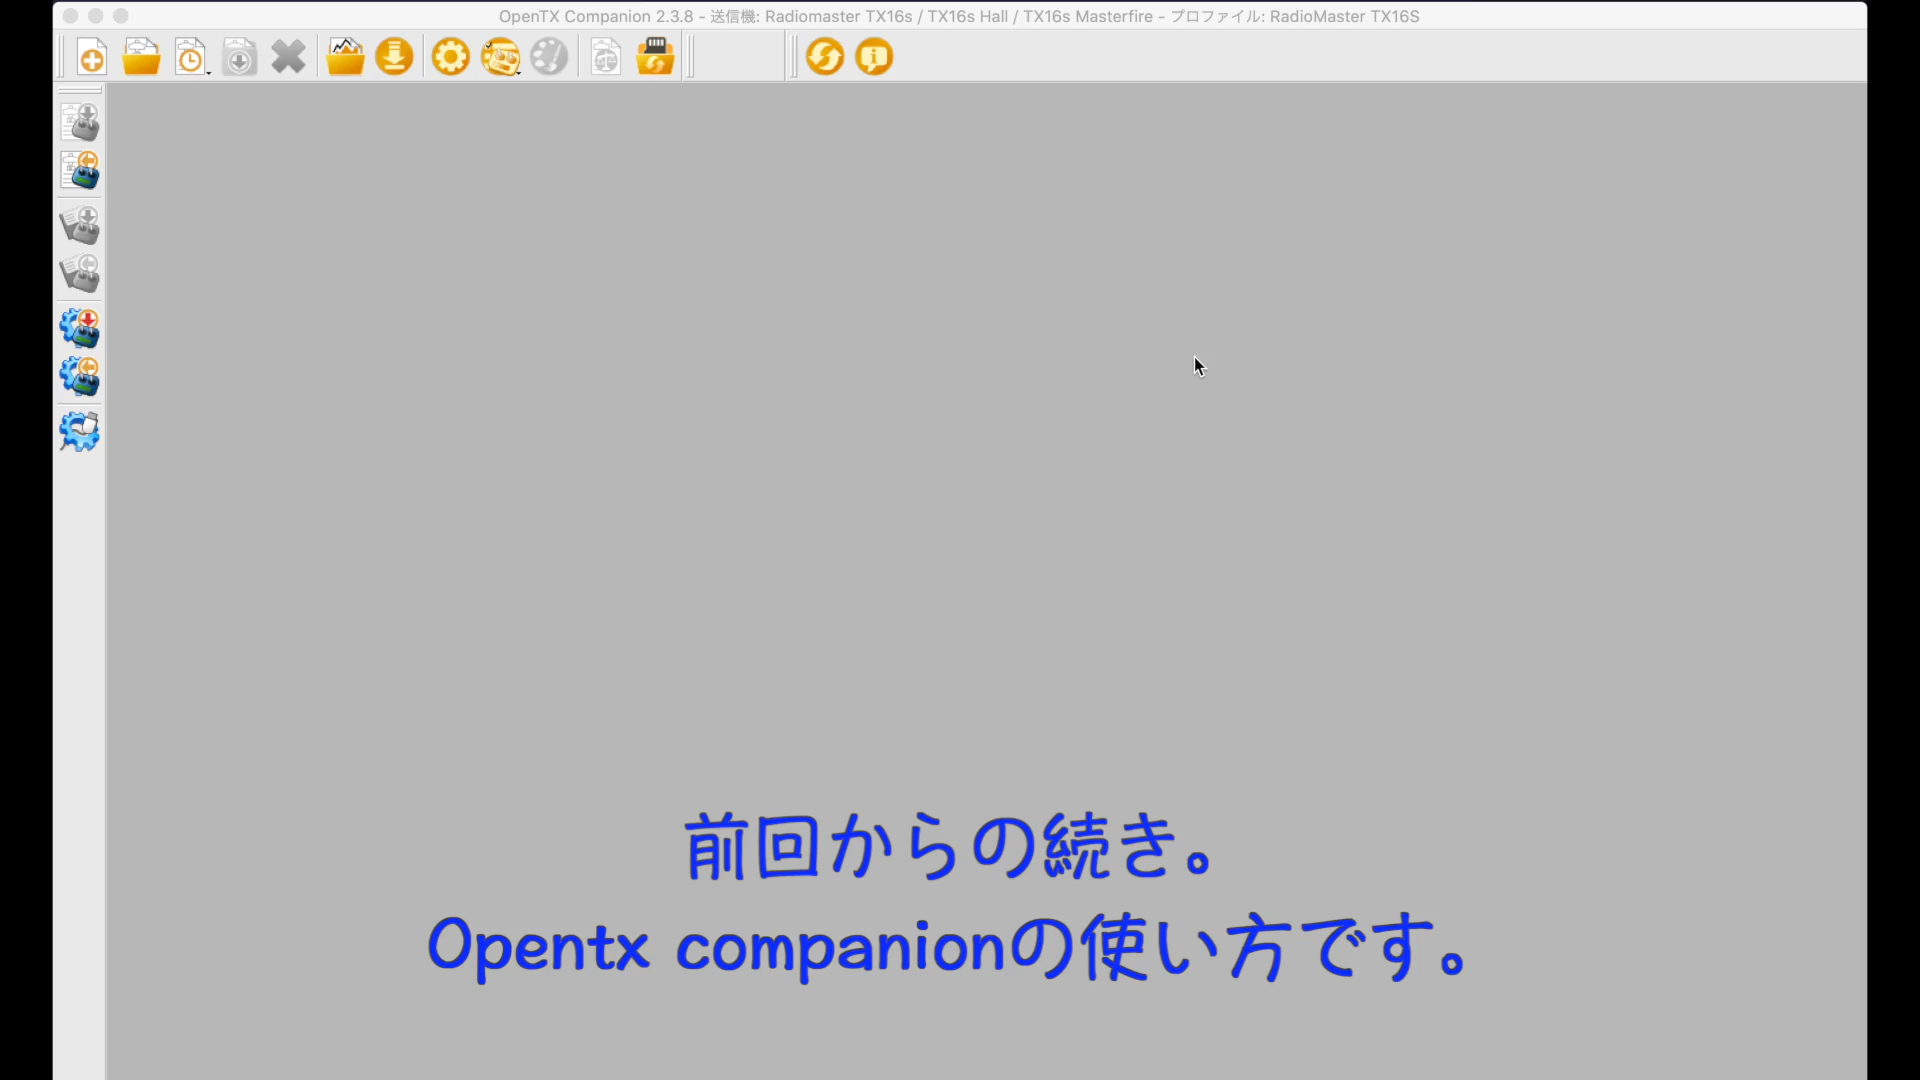 OpenTX Companion 2.3.8 - 送信機: Radiomaster TX16s / TX16s Hall / TX16s Masterfire - プロファイル: RadioMaster TX16S
前回からの続き。
Opentx companionの使い方です。